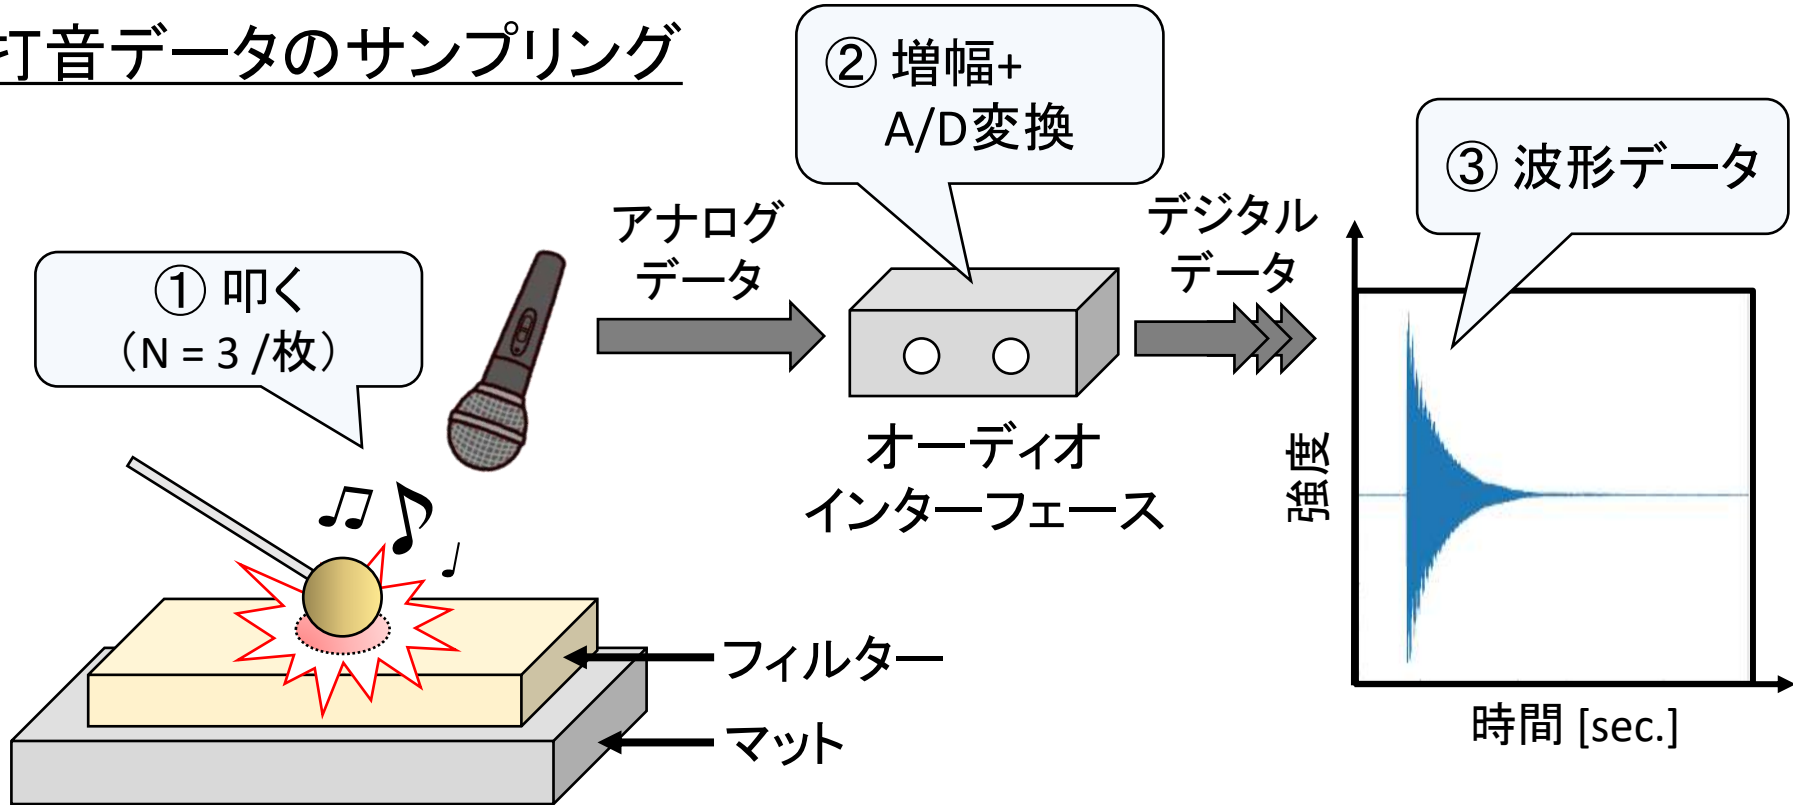 打音データのサンプリング
① 叩く
（N = 3 /枚）
アナログ
データ
② 増幅+
A/D変換
オーディオ
インターフェース
デジタル
データ
③ 波形データ
強度
時間 [sec.]
フィルター
マット